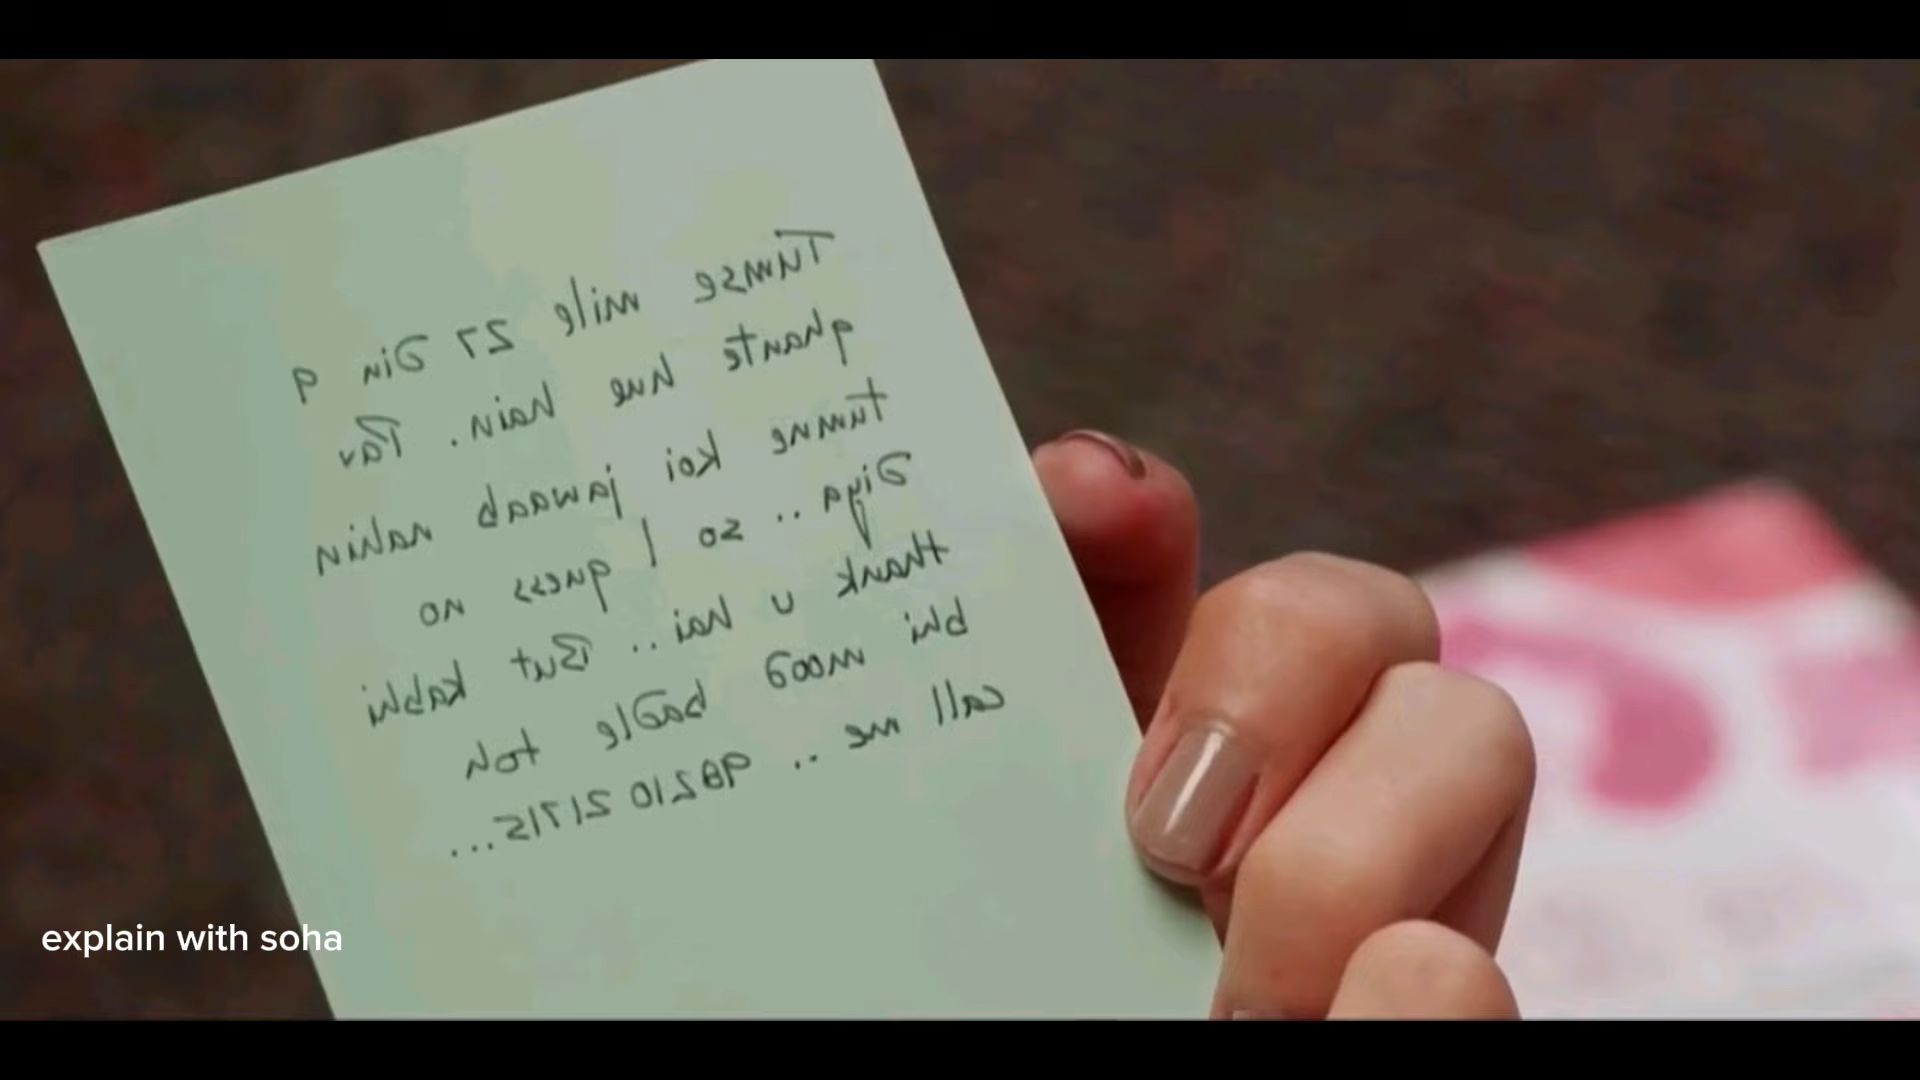 Tumse mile 27 Din 9
ghante hue hain. Par
tumne koi jawaab nahin
Diya.. so I guess no
thank u hai.. But kabhi
bhi mood badle toh
call me.. 98210 21715...
explain with soha